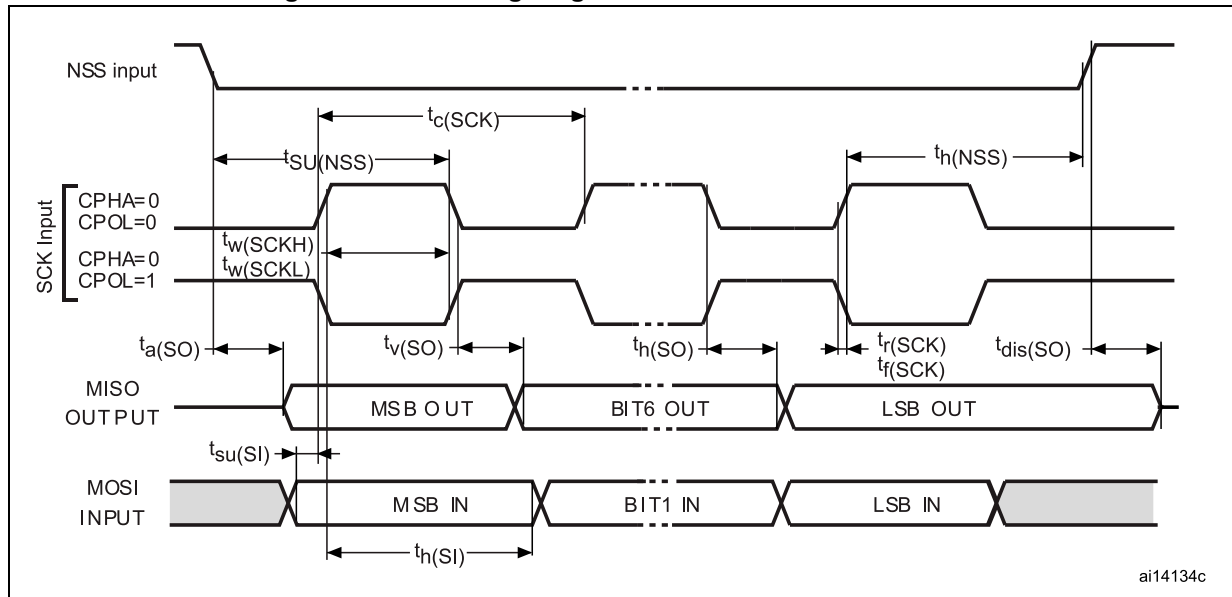 NSS input
tc(SCK)
tSU(NSS)
th(NSS)
SCK Input
CPHA=0
CPOL=0
tw(SCKH)
CPHA=0
tw(SCKL)
CPOL=1
ta(SO)
tv(SO)
th(SO)
tr(SCK)
tf(SCK)
tdis(SO)
MISO
OUTPUT
MSB OUT
BIT6 OUT
LSB OUT
tsu(SI)
MOSI
INPUT
MSB IN
BIT1 IN
LSB IN
th(SI)
ai14134c